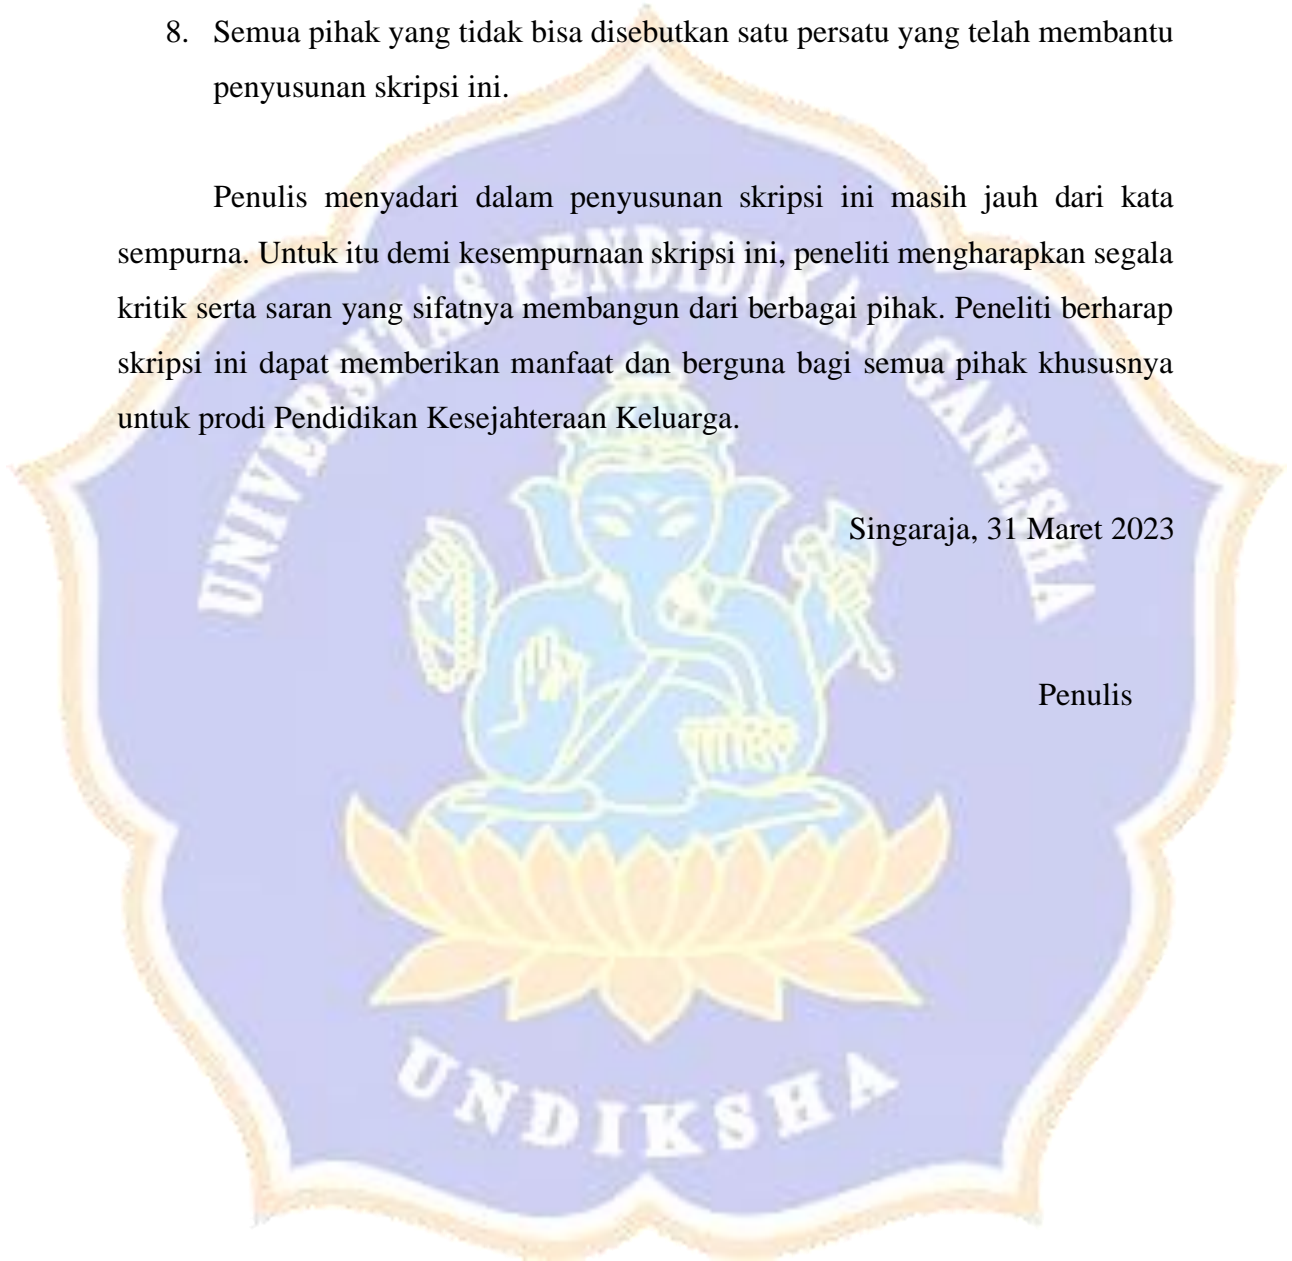 8. Semua pihak yang tidak bisa disebutkan satu persatu yang telah membantu
penyusunan skripsi ini.
Penulis menyadari dalam penyusunan skripsi ini masih jauh dari kata
sempurna. Untuk itu demi kesempurnaan skripsi ini, peneliti mengharapkan segala
kritik serta saran yang sifatnya membangun dari berbagai pihak. Peneliti berharap
skripsi ini dapat memberikan manfaat dan berguna bagi semua pihak khususnya
untuk prodi Pendidikan Kesejahteraan Keluarga.
Singaraja, 31 Maret 2023
Penulis
UNIVERSITAS PENDIDIKAN GANESHA
UNDIKSHA